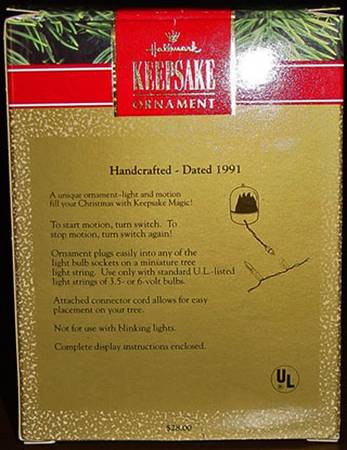 Hallmark
KEEPSAKE
ORNAMENT
Handcrafted - Dated 1991
A unique ornament–light and motion
fill your Christmas with Keepsake Magic!
To start motion, turn switch. To
stop motion, turn switch again!
Ornament plugs easily into any of the
light bulb sockets on a miniature tree
light string. Use only with standard U.L.-listed
light strings of 3.5- or 6-volt bulbs.
Attached connector cord allows for easy
placement on your tree.
Not for use with blinking lights.
Complete display instructions enclosed.
UL
$28.00